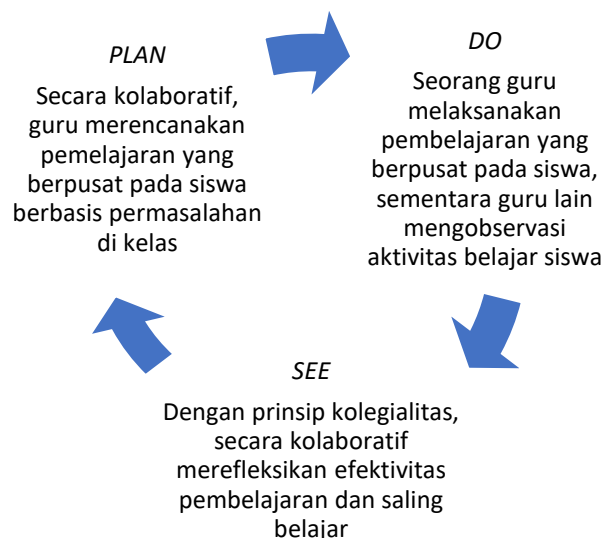 PLAN
Secara kolaboratif,
guru merencanakan
pemelajaran yang
berpusat pada siswa
berbasis permasalahan
di kelas
DO
Seorang guru
melaksanakan
pembelajaran yang
berpusat pada siswa,
sementara guru lain
mengobservasi
aktivitas belajar siswa
SEE
Dengan prinsip kolegialitas,
secara kolaboratif
merefleksikan efektivitas
pembelajaran dan saling
belajar